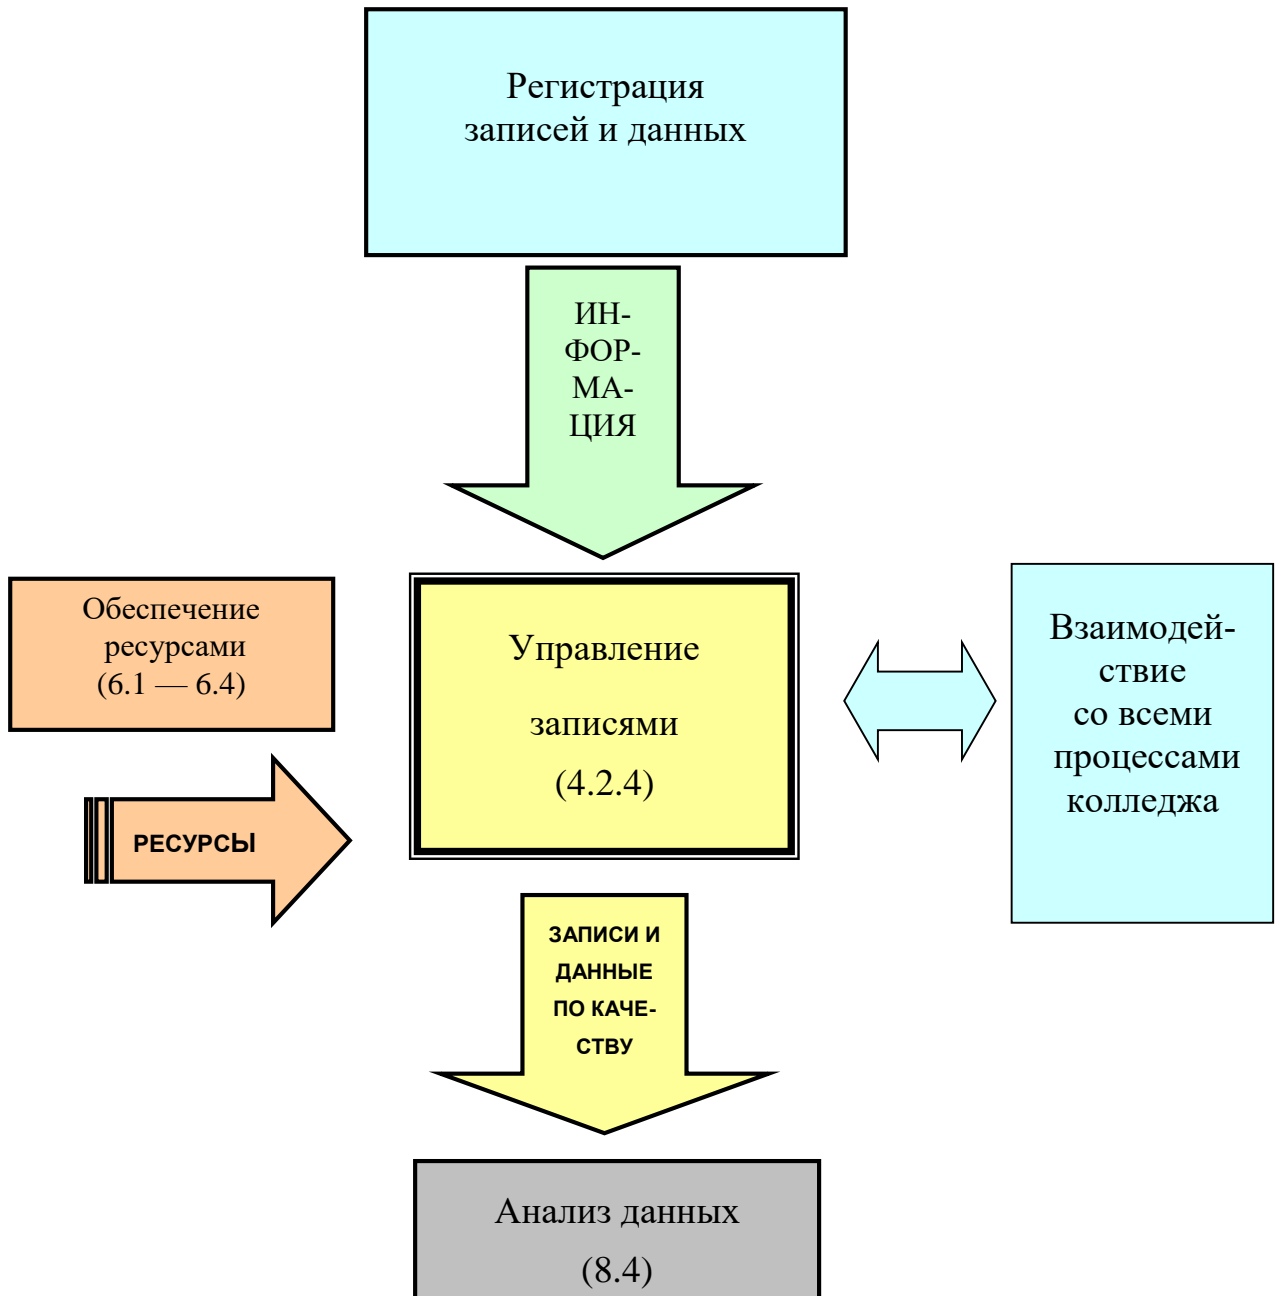 Регистрация
записей и данных
ИН-
ФОР-
МА-
ЦИЯ
Обеспечение
ресурсами
(6.1 — 6.4)
РЕСУРСЫ
Управление
записями
(4.2.4)
Взаимодей-
ствие
со всеми
процессами
колледжа
ЗАПИСИ И
ДАННЫЕ
ПО КАЧЕ-
СТВУ
Анализ данных
(8.4)